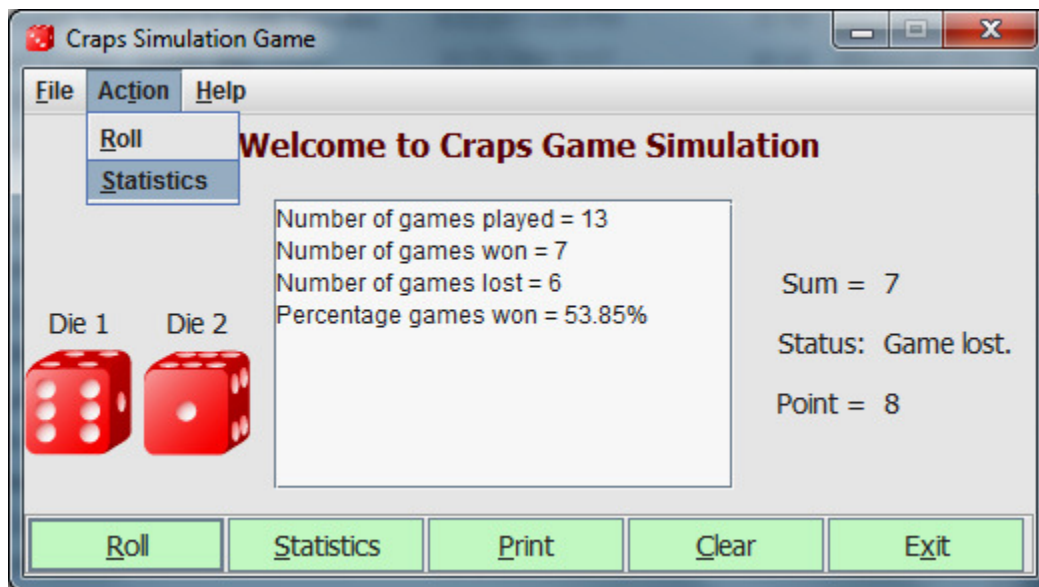 Craps Simulation Game
File Action Help
Roll
Statistics
Welcome to Craps Game Simulation
Number of games played = 13
Number of games won = 7
Number of games lost = 6
Percentage games won = 53.85%
Die 1 Die 2
Sum = 7
Status: Game lost.
Point = 8
Roll Statistics Print Clear Exit